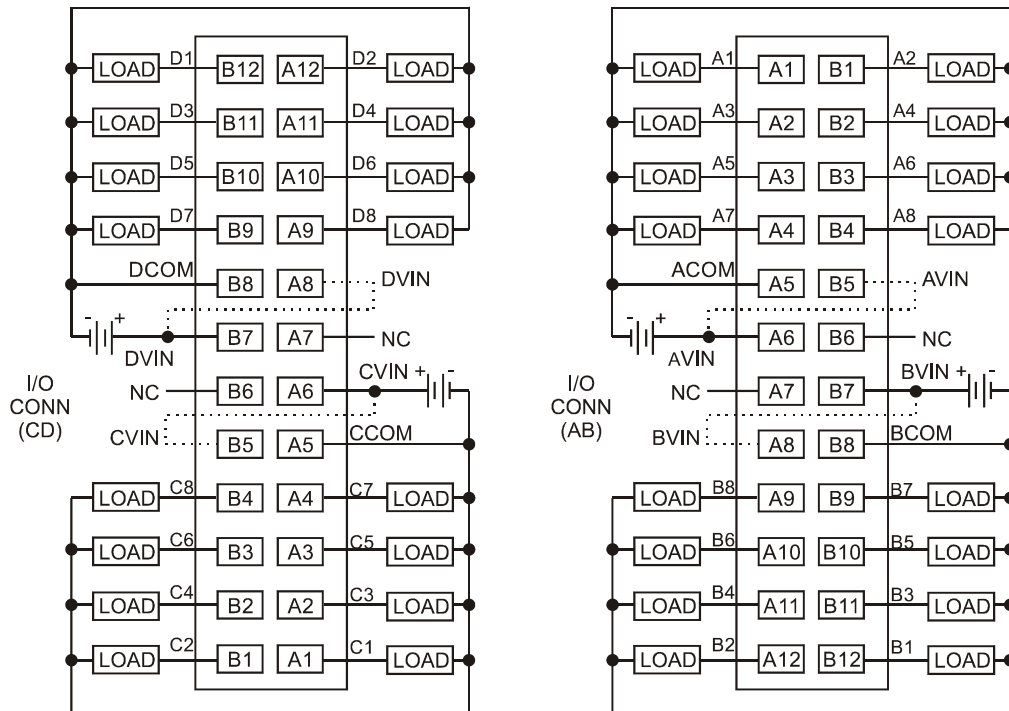 LOAD D1 B12 A12 D2 LOAD
LOAD D3 B11 A11 D4 LOAD
LOAD D5 B10 A10 D6 LOAD
LOAD D7 B9 A9 D8 LOAD
DCOM B8 A8 DVIN
- + DVIN B7 A7 NC
I/O CONN (CD)
NC B6 A6 CVIN + -
CVIN B5 A5 CCOM
LOAD C8 B4 A4 C7 LOAD
LOAD C6 B3 A3 C5 LOAD
LOAD C4 B2 A2 C3 LOAD
LOAD C2 B1 A1 C1 LOAD
LOAD A1 A1 B1 A2 LOAD
LOAD A3 A2 B2 A4 LOAD
LOAD A5 A3 B3 A6 LOAD
LOAD A7 A4 B4 A8 LOAD
ACOM A5 B5 AVIN
- + AVIN A6 B6 NC
I/O CONN (AB)
NC A7 B7 BVIN + -
BVIN A8 B8 BCOM
LOAD B8 A9 B9 B7 LOAD
LOAD B6 A10 B10 B5 LOAD
LOAD B4 A11 B11 B3 LOAD
LOAD B2 A12 B12 B1 LOAD